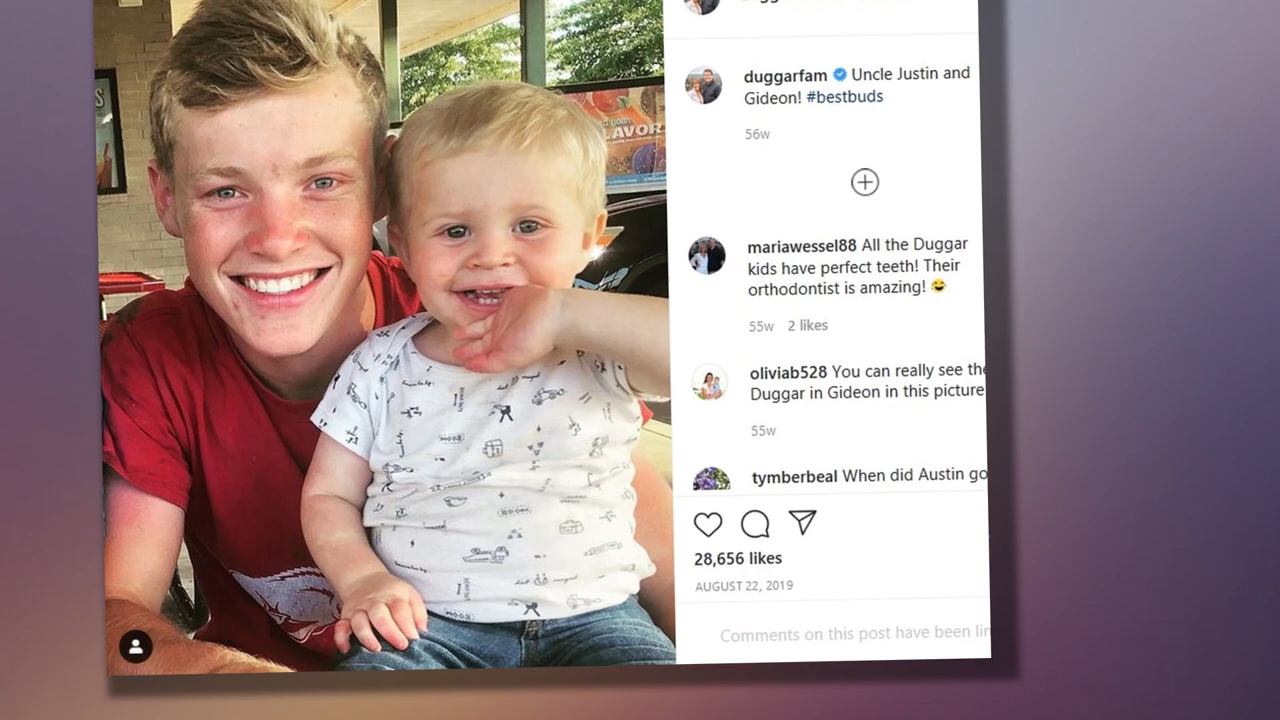 duggarfam Uncle Justin and
Gideon! #bestbuds
56w
mariawessel88 All the Duggar
kids have perfect teeth! Their
orthodontist is amazing! 😂
55w 2 likes
oliviab528 You can really see the
Duggar in Gideon in this picture
55w
tymberbeal When did Austin go
28,656 likes
AUGUST 22, 2019
Comments on this post have been lim
LAVOR